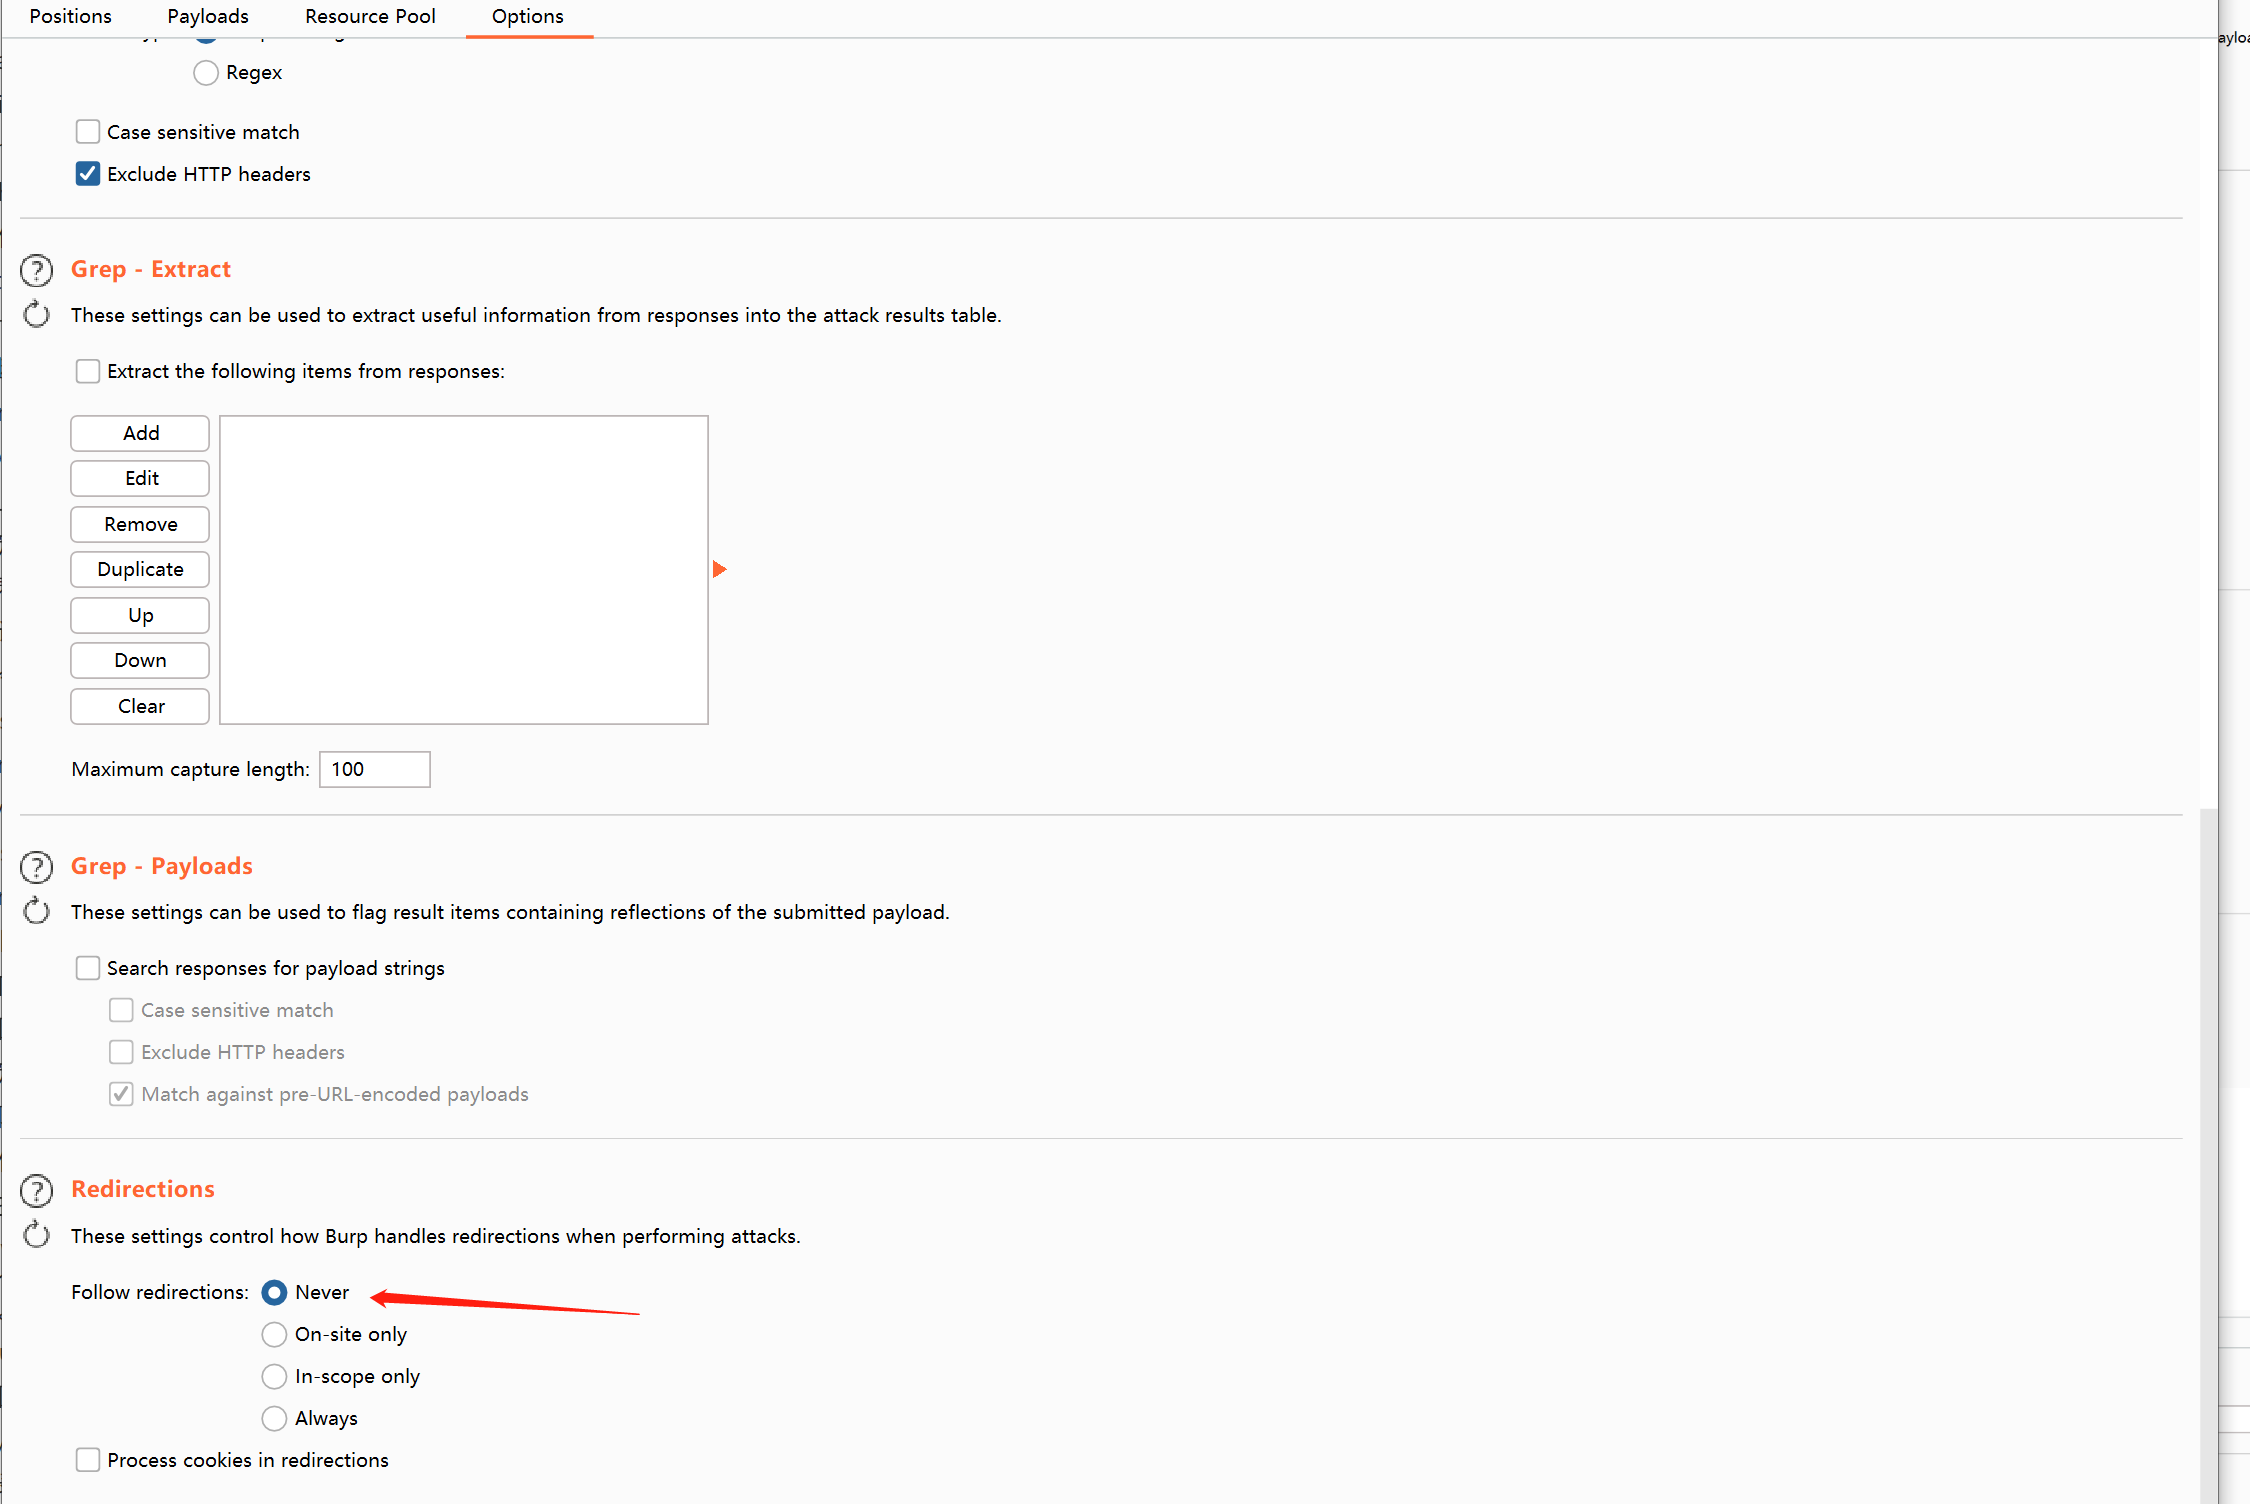 Positions Payloads Resource Pool Options
Regex
Case sensitive match
Exclude HTTP headers
Grep - Extract
These settings can be used to extract useful information from responses into the attack results table.
Extract the following items from responses:
Add
Edit
Remove
Duplicate
Up
Down
Clear
Maximum capture length: 100
Grep - Payloads
These settings can be used to flag result items containing reflections of the submitted payload.
Search responses for payload strings
Case sensitive match
Exclude HTTP headers
Match against pre-URL-encoded payloads
Redirections
These settings control how Burp handles redirections when performing attacks.
Follow redirections: Never
On-site only
In-scope only
Always
Process cookies in redirections